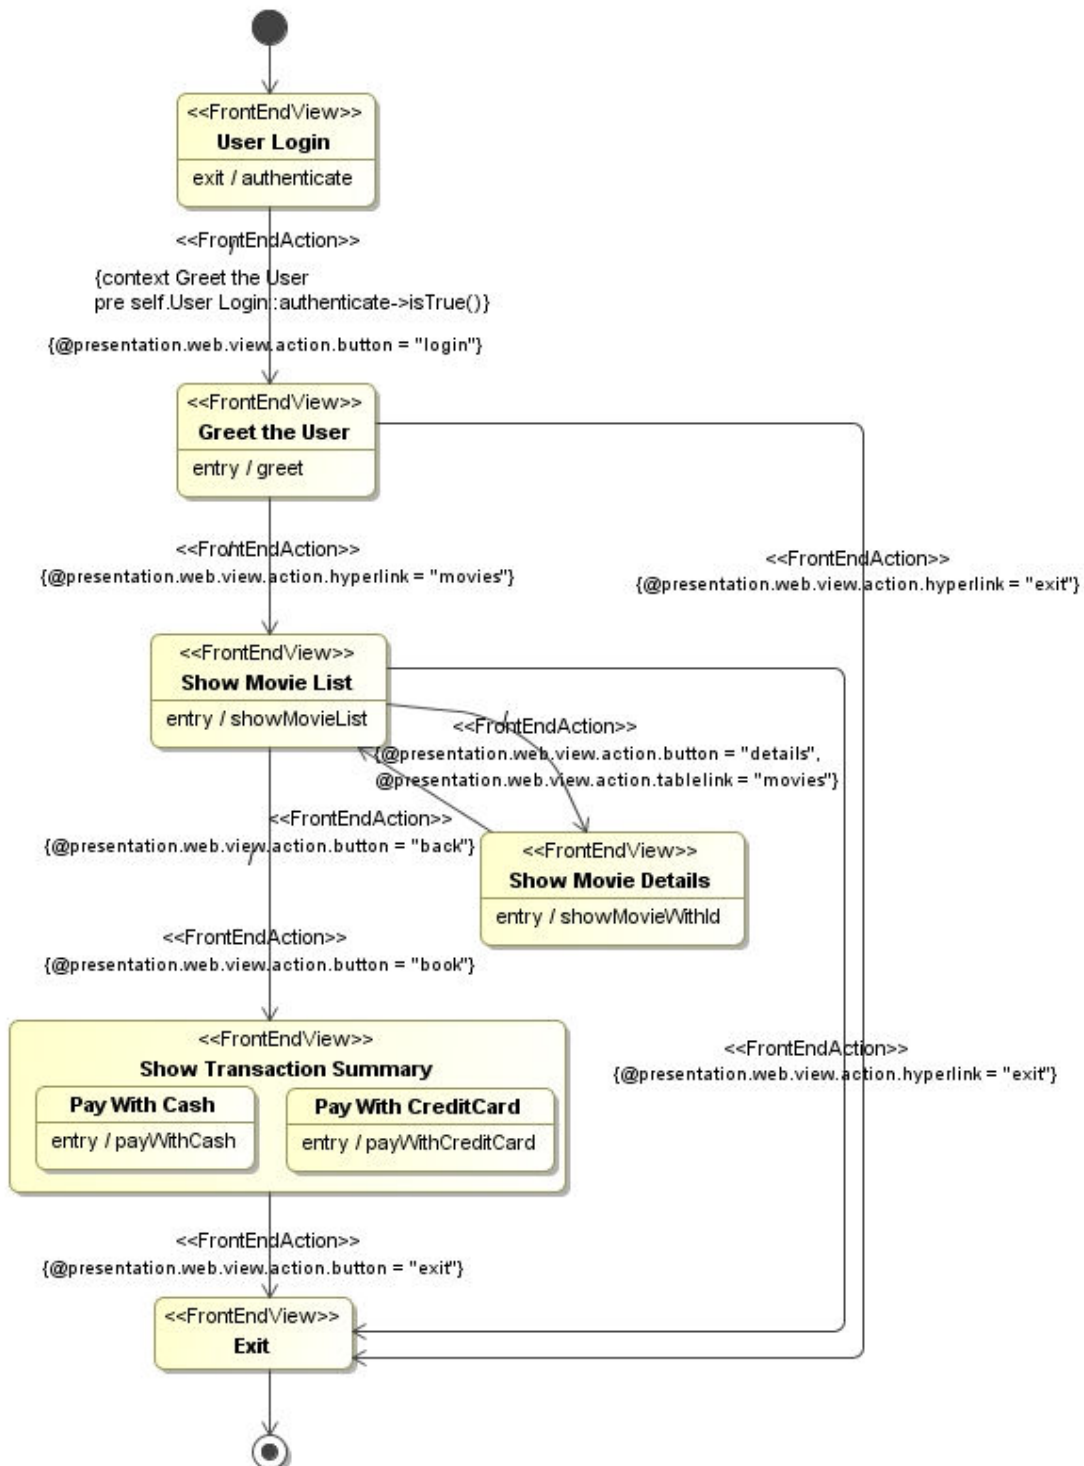 <<FrontEndView>>
User Login
exit / authenticate
<<FrontEndAction>>
/
{context Greet the User
pre self.User Login::authenticate->isTrue()}
{@presentation.web.view.action.button = "login"}
<<FrontEndView>>
Greet the User
entry / greet
<<FrontEndAction>>
/
{@presentation.web.view.action.hyperlink = "movies"}
<<FrontEndAction>>
{@presentation.web.view.action.hyperlink = "exit"}
<<FrontEndView>>
Show Movie List
entry / showMovieList
<<FrontEndAction>>
/
{@presentation.web.view.action.button = "details",
@presentation.web.view.action.tablelink = "movies"}
<<FrontEndAction>>
{@presentation.web.view.action.button = "back"}
/
<<FrontEndView>>
Show Movie Details
entry / showMovieWithId
<<FrontEndAction>>
{@presentation.web.view.action.button = "book"}
<<FrontEndView>>
Show Transaction Summary
Pay With Cash
entry / payWithCash
Pay With CreditCard
entry / payWithCreditCard
<<FrontEndAction>>
{@presentation.web.view.action.hyperlink = "exit"}
<<FrontEndAction>>
{@presentation.web.view.action.button = "exit"}
<<FrontEndView>>
Exit